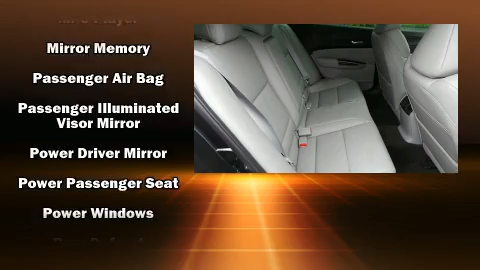 Mirror Memory
Passenger Air Bag
Passenger Illuminated
Visor Mirror
Power Driver Mirror
Power Passenger Seat
Power Windows